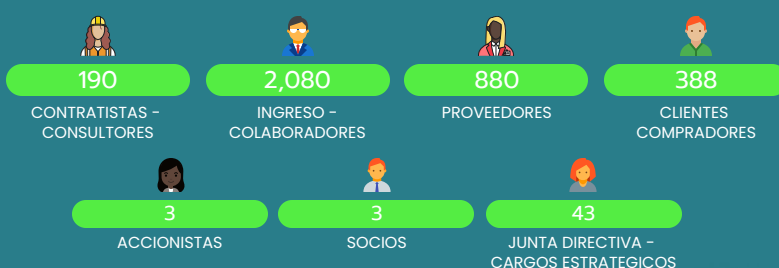 190
2,080
880
388
CONTRATISTAS -
CONSULTORES
INGRESO -
COLABORADORES
PROVEEDORES
CLIENTES
COMPRADORES
3
3
43
ACCIONISTAS
SOCIOS
JUNTA DIRECTIVA -
CARGOS ESTRATEGICOS